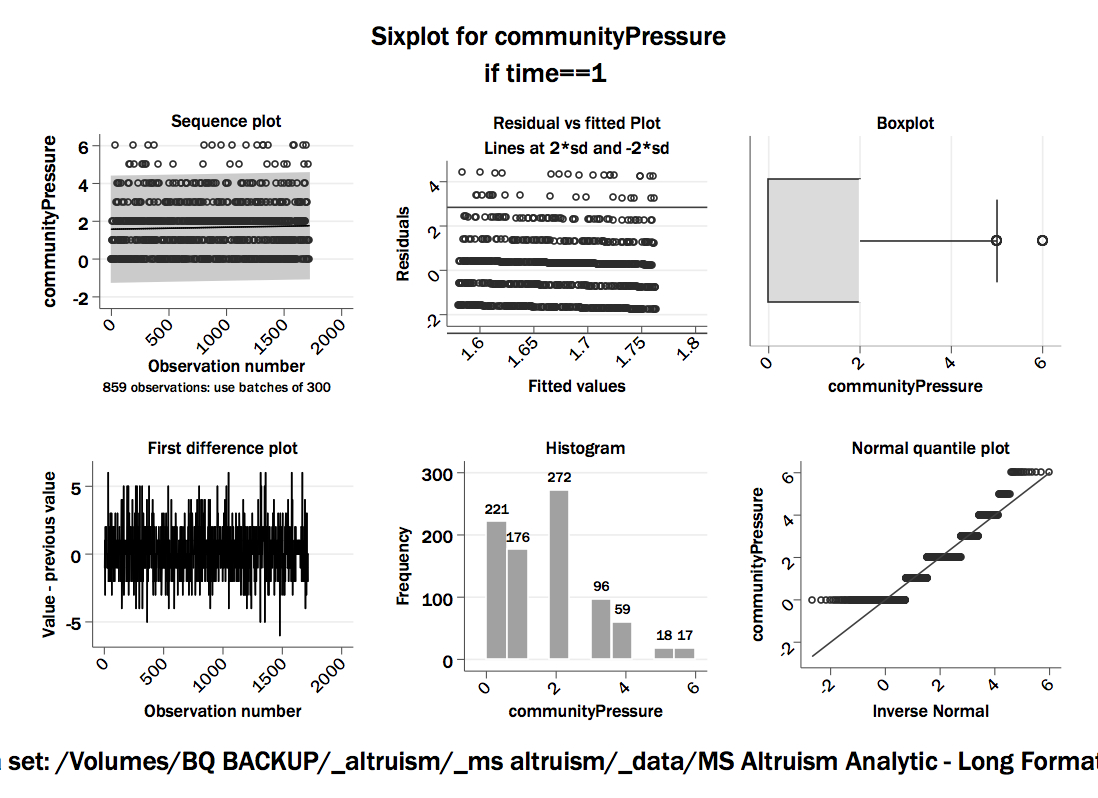 Sixplot for communityPressure
if time==1
Sequence plot
communityPressure
6
4
2
0
-2
0
500
1000
1500
2000
Observation number
859 observations: use batches of 300
Residual vs fitted Plot
Lines at 2*sd and -2*sd
Residuals
4
2
0
-2
1.6
1.65
1.7
1.75
1.8
Fitted values
Boxplot
0
2
4
6
communityPressure
First difference plot
Value - previous value
5
0
-5
0
500
1000
1500
2000
Observation number
Histogram
Frequency
300
200
100
0
221
176
272
96
59
18
17
0
2
4
6
communityPressure
Normal quantile plot
communityPressure
6
4
2
0
-2
-2
0
2
4
6
Inverse Normal
set: /Volumes/BQ BACKUP/_altruism/_ms altruism/_data/MS Altruism Analytic - Long Format